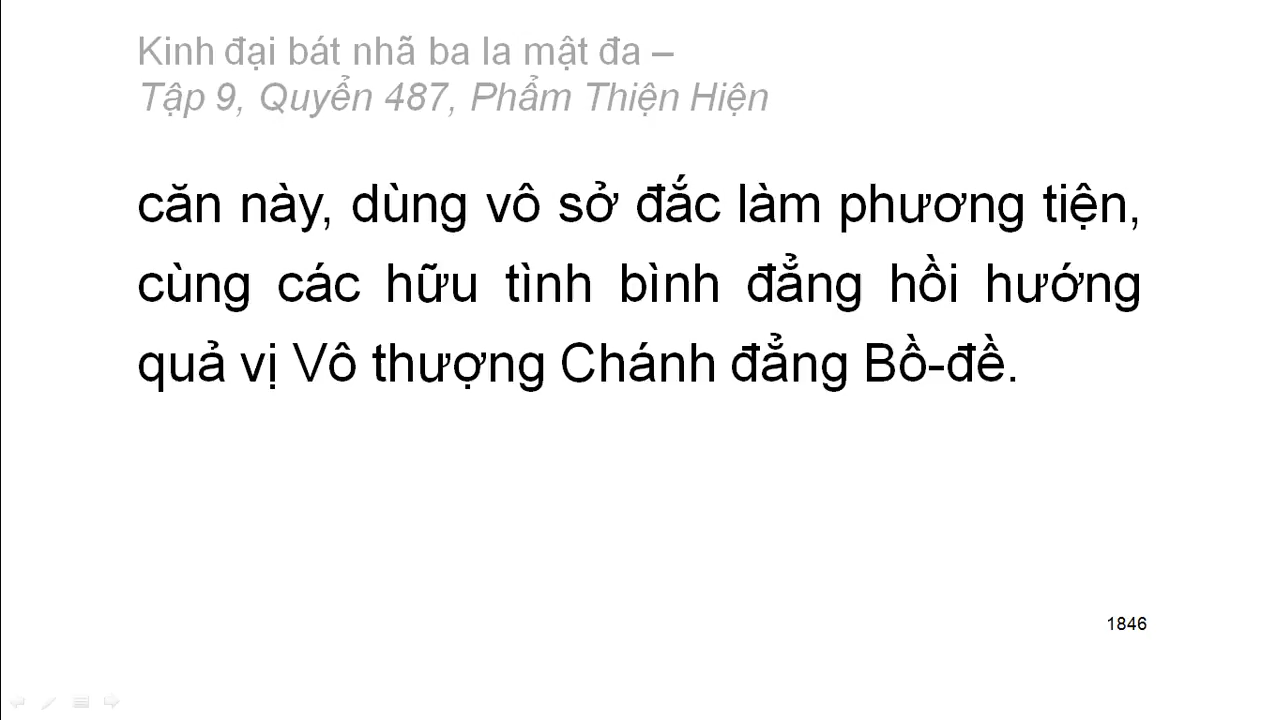 Kinh đại bát nhã ba la mật đa –
Tập 9, Quyển 487, Phẩm Thiện Hiện
căn này, dùng vô sở đắc làm phương tiện,
cùng các hữu tình bình đẳng hồi hướng
quả vị Vô thượng Chánh đẳng Bồ-đề.
1846